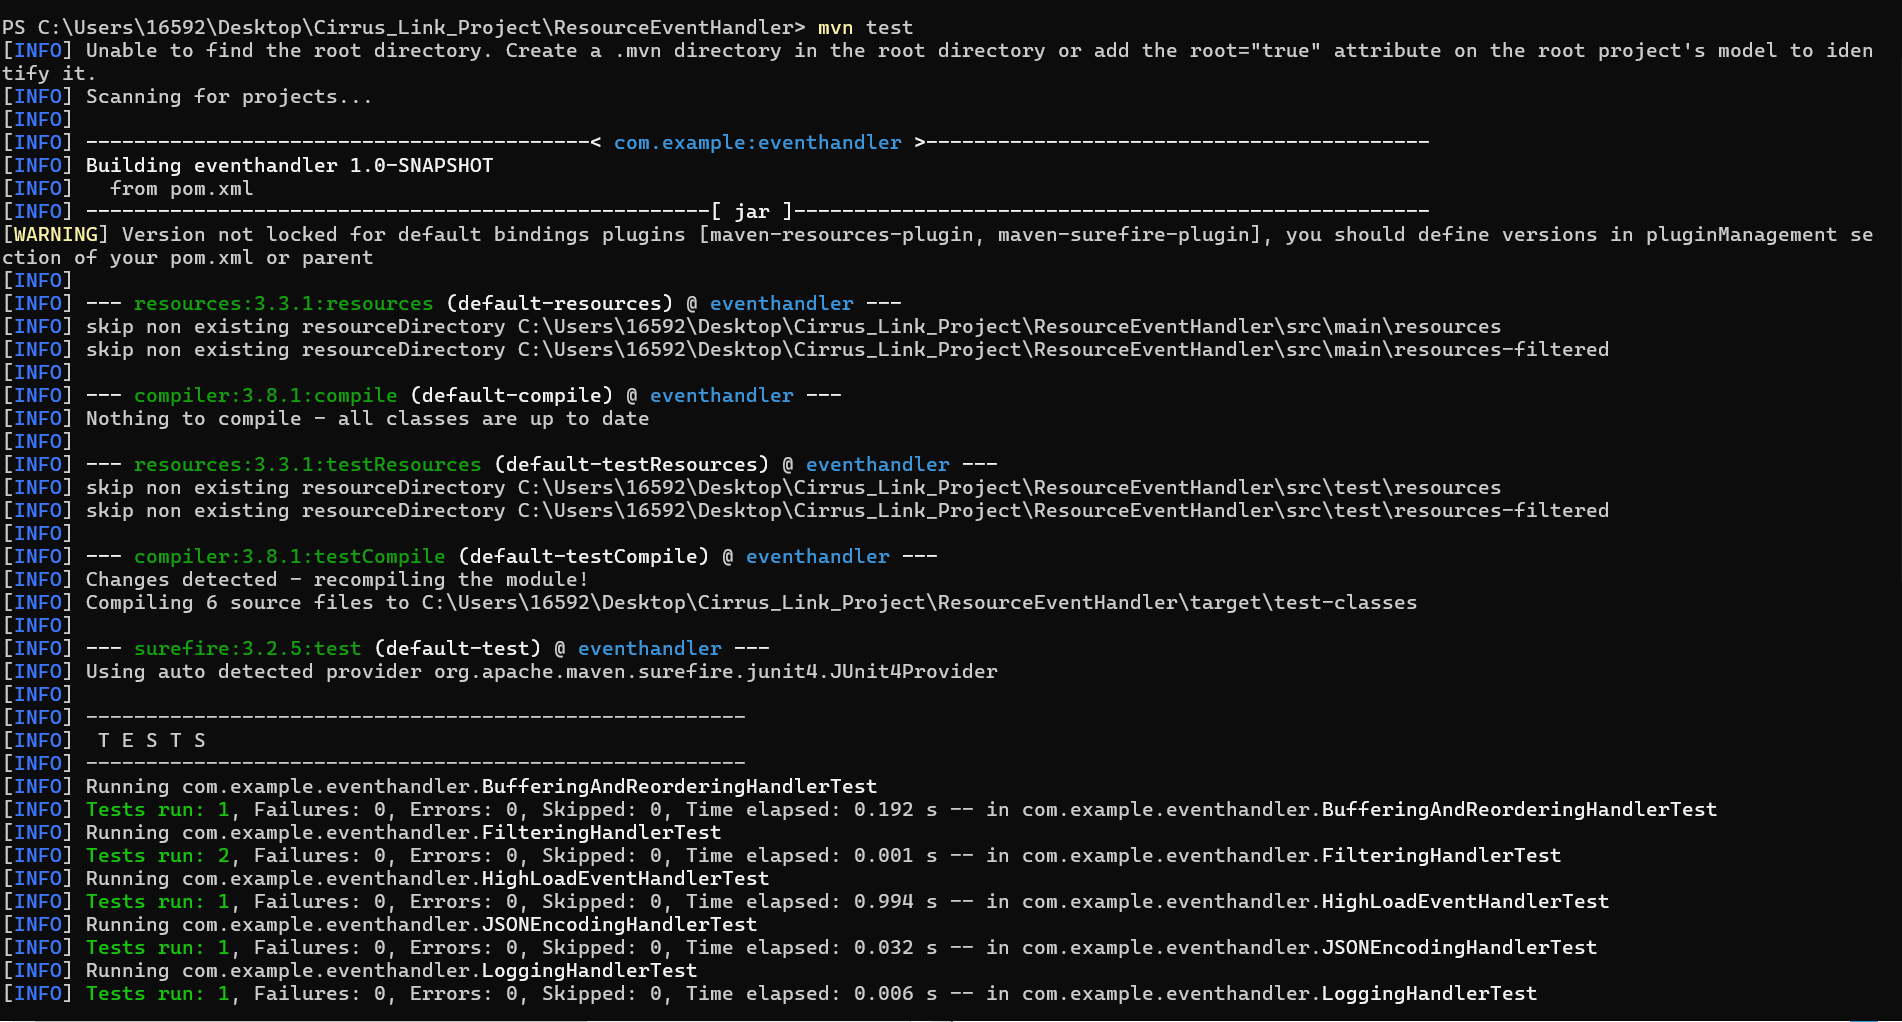 PS C:\Users\16592\Desktop\Cirrus_Link_Project\ResourceEventHandler> mvn test
[INFO] Unable to find the root directory. Create a .mvn directory in the root directory or add the root="true" attribute on the root project's model to iden
tify it.
[INFO] Scanning for projects...
[INFO]
[INFO] ------------------------------------------< com.example:eventhandler >------------------------------------------
[INFO] Building eventhandler 1.0-SNAPSHOT
[INFO]   from pom.xml
[INFO] ----------------------------------------------------[ jar ]-----------------------------------------------------
[WARNING] Version not locked for default bindings plugins [maven-resources-plugin, maven-surefire-plugin], you should define versions in pluginManagement se
ction of your pom.xml or parent
[INFO]
[INFO] --- resources:3.3.1:resources (default-resources) @ eventhandler ---
[INFO] skip non existing resourceDirectory C:\Users\16592\Desktop\Cirrus_Link_Project\ResourceEventHandler\src\main\resources
[INFO] skip non existing resourceDirectory C:\Users\16592\Desktop\Cirrus_Link_Project\ResourceEventHandler\src\main\resources-filtered
[INFO]
[INFO] --- compiler:3.8.1:compile (default-compile) @ eventhandler ---
[INFO] Nothing to compile - all classes are up to date
[INFO]
[INFO] --- resources:3.3.1:testResources (default-testResources) @ eventhandler ---
[INFO] skip non existing resourceDirectory C:\Users\16592\Desktop\Cirrus_Link_Project\ResourceEventHandler\src\test\resources
[INFO] skip non existing resourceDirectory C:\Users\16592\Desktop\Cirrus_Link_Project\ResourceEventHandler\src\test\resources-filtered
[INFO]
[INFO] --- compiler:3.8.1:testCompile (default-testCompile) @ eventhandler ---
[INFO] Changes detected - recompiling the module!
[INFO] Compiling 6 source files to C:\Users\16592\Desktop\Cirrus_Link_Project\ResourceEventHandler\target\test-classes
[INFO]
[INFO] --- surefire:3.2.5:test (default-test) @ eventhandler ---
[INFO] Using auto detected provider org.apache.maven.surefire.junit4.JUnit4Provider
[INFO]
[INFO] -------------------------------------------------------
[INFO]  T E S T S
[INFO] -------------------------------------------------------
[INFO] Running com.example.eventhandler.BufferingAndReorderingHandlerTest
[INFO] Tests run: 1, Failures: 0, Errors: 0, Skipped: 0, Time elapsed: 0.192 s -- in com.example.eventhandler.BufferingAndReorderingHandlerTest
[INFO] Running com.example.eventhandler.FilteringHandlerTest
[INFO] Tests run: 2, Failures: 0, Errors: 0, Skipped: 0, Time elapsed: 0.001 s -- in com.example.eventhandler.FilteringHandlerTest
[INFO] Running com.example.eventhandler.HighLoadEventHandlerTest
[INFO] Tests run: 1, Failures: 0, Errors: 0, Skipped: 0, Time elapsed: 0.994 s -- in com.example.eventhandler.HighLoadEventHandlerTest
[INFO] Running com.example.eventhandler.JSONEncodingHandlerTest
[INFO] Tests run: 1, Failures: 0, Errors: 0, Skipped: 0, Time elapsed: 0.032 s -- in com.example.eventhandler.JSONEncodingHandlerTest
[INFO] Running com.example.eventhandler.LoggingHandlerTest
[INFO] Tests run: 1, Failures: 0, Errors: 0, Skipped: 0, Time elapsed: 0.006 s -- in com.example.eventhandler.LoggingHandlerTest